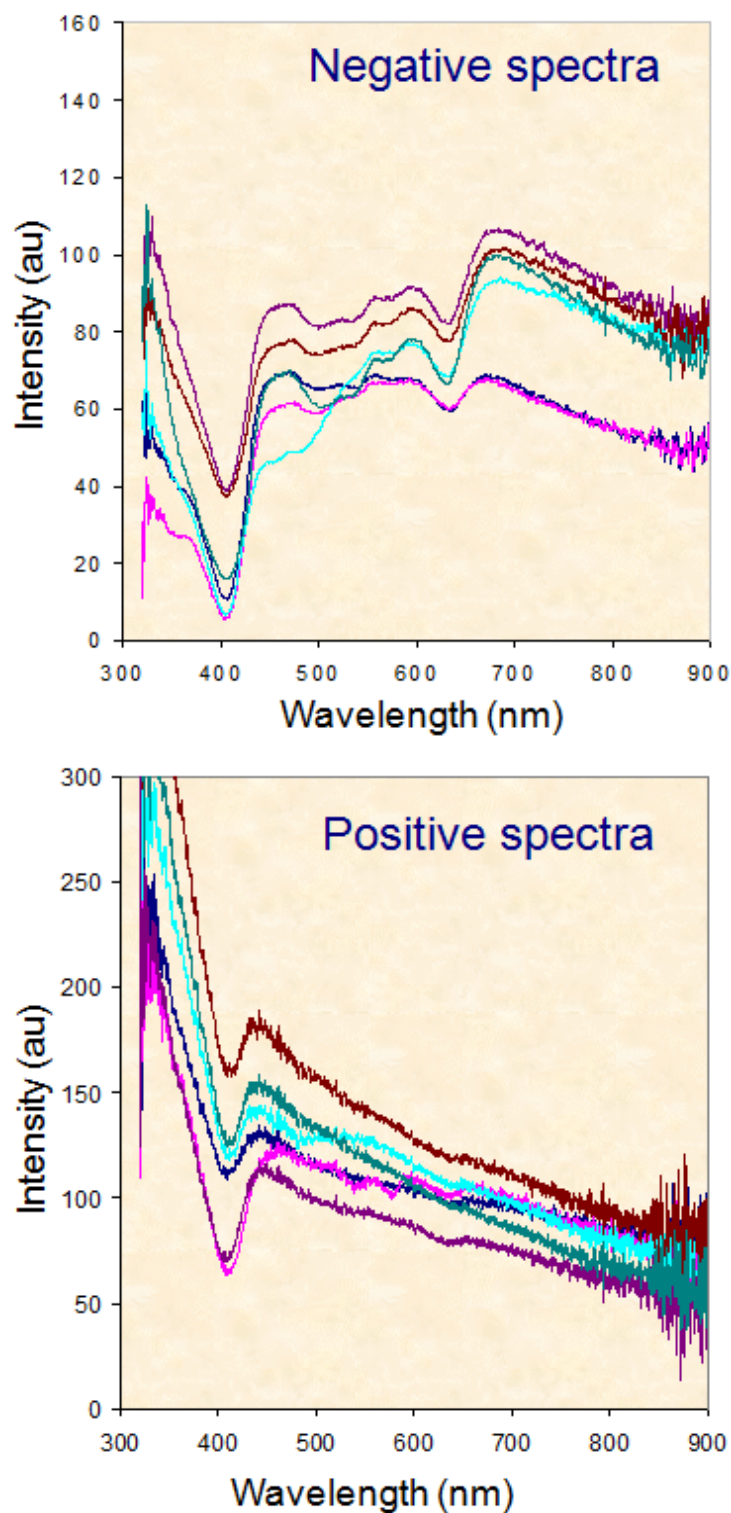 Negative spectra
160
140
120
100
80
60
40
20
0
Intensity (au)
300 400 500 600 700 800 900
Wavelength (nm)
Positive spectra
300
250
200
150
100
50
0
Intensity (au)
300 400 500 600 700 800 900
Wavelength (nm)